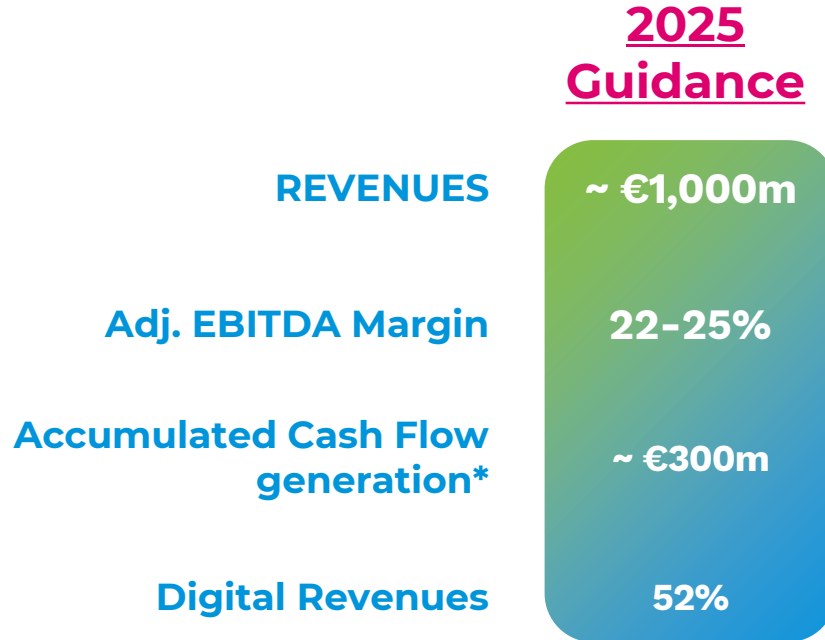 2025
Guidance
REVENUES ~ €1,000m
Adj. EBITDA Margin 22-25%
Accumulated Cash Flow
generation* ~ €300m
Digital Revenues 52%